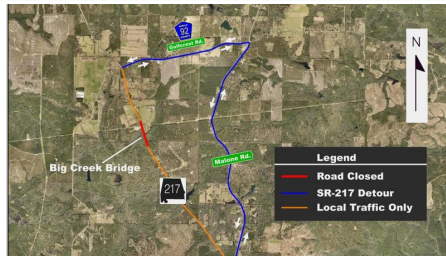 92
Gulfcrest Rd.
N
Big Creek Bridge
Malone Rd.
217
Legend
Road Closed
SR-217 Detour
Local Traffic Only